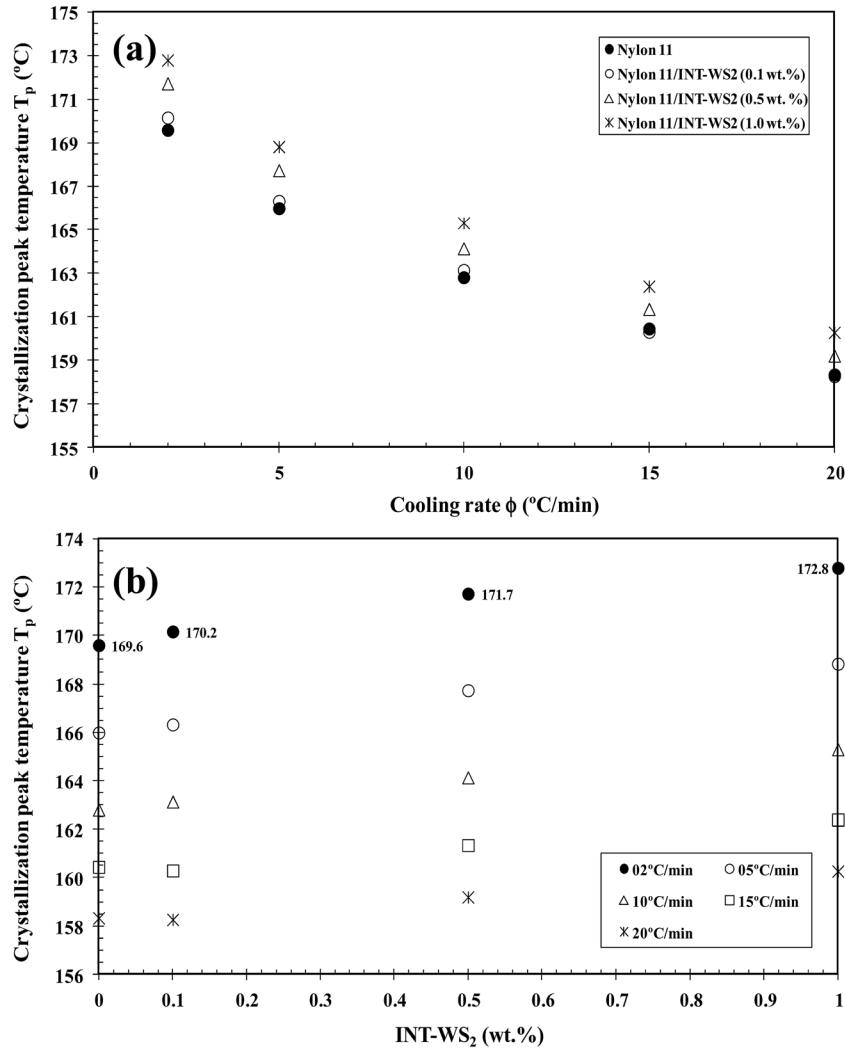 (a)
Crystallization peak temperature Tp (ºC)
175
173
171
169
167
165
163
161
159
157
155
Nylon 11
Nylon 11/INT-WS2 (0.1 wt.%)
Nylon 11/INT-WS2 (0.5 wt. %)
Nylon 11/INT-WS2 (1.0 wt.%)
0 5 10 15 20
Cooling rate ϕ (ºC/min)
(b)
Crystallization peak temperature Tp (ºC)
174
172
170
168
166
164
162
160
158
156
169.6
170.2
171.7
172.8
02ºC/min 05ºC/min
10ºC/min 15ºC/min
20ºC/min
0 0.1 0.2 0.3 0.4 0.5 0.6 0.7 0.8 0.9 1
INT-WS₂ (wt.%)